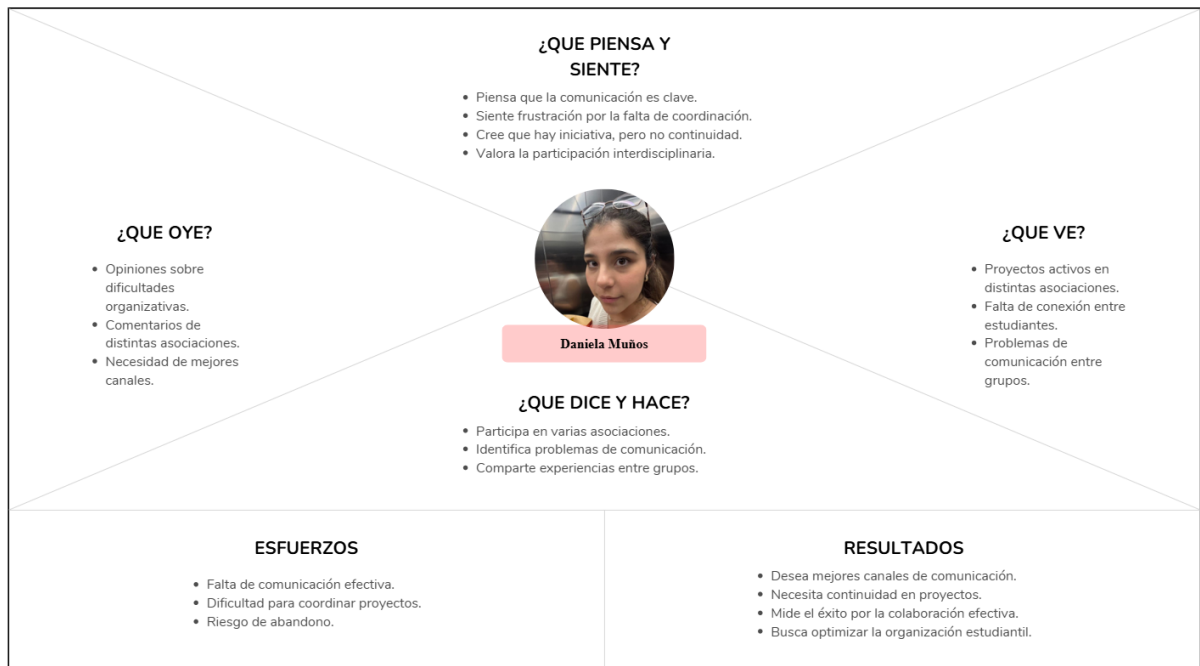 ¿QUE PIENSA Y
SIENTE?
Piensa que la comunicación es clave.
Siente frustración por la falta de coordinación.
Cree que hay iniciativa, pero no continuidad.
Valora la participación interdisciplinaria.
¿QUE OYE?
Opiniones sobre
dificultades
organizativas.
Comentarios de
distintas asociaciones.
Necesidad de mejores
canales.
Daniela Muños
¿QUE VE?
Proyectos activos en
distintas asociaciones.
Falta de conexión entre
estudiantes.
Problemas de
comunicación entre
grupos.
¿QUE DICE Y HACE?
Participa en varias asociaciones.
Identifica problemas de comunicación.
Comparte experiencias entre grupos.
ESFUERZOS
Falta de comunicación efectiva.
Dificultad para coordinar proyectos.
Riesgo de abandono.
RESULTADOS
Desea mejores canales de comunicación.
Necesita continuidad en proyectos.
Mide el éxito por la colaboración efectiva.
Busca optimizar la organización estudiantil.